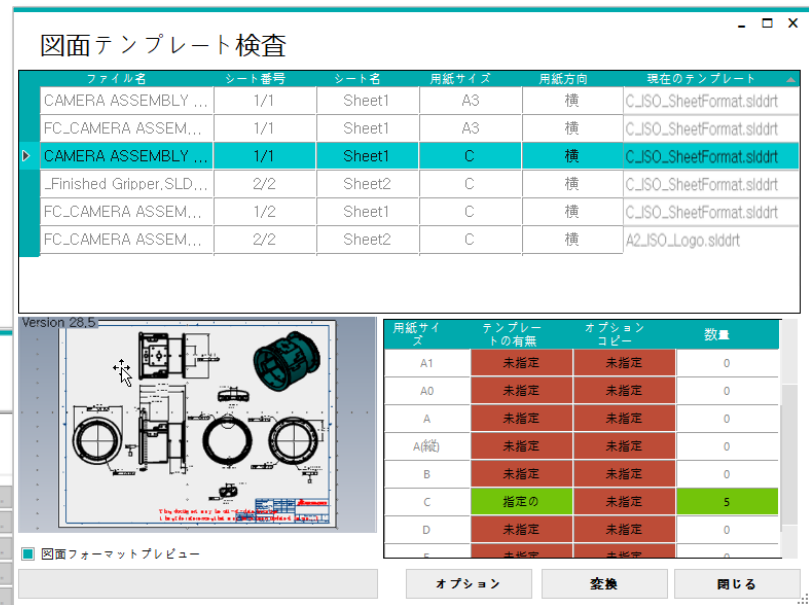 図面テンプレート検査
ファイル名 シート番号 シート名 用紙サイズ 用紙方向 現在のテンプレート
CAMERA ASSEMBLY ... 1/1 Sheet1 A3 横 C_ISO_SheetFormat.slddrt
FC_CAMERA ASSEM... 1/1 Sheet1 A3 横 C_ISO_SheetFormat.slddrt
CAMERA ASSEMBLY ... 1/1 Sheet1 C 横 C_ISO_SheetFormat.slddrt
_Finished Gripper.SLD... 2/2 Sheet2 C 横 C_ISO_SheetFormat.slddrt
FC_CAMERA ASSEM... 1/2 Sheet1 C 横 C_ISO_SheetFormat.slddrt
FC_CAMERA ASSEM... 2/2 Sheet2 C 横 A2_ISO_Logo.slddrt
Version 28,5
用紙サイズ テンプレートの有無 オプションコピー 数量
A1 未指定 未指定 0
A0 未指定 未指定 0
A 未指定 未指定 0
A(縦) 未指定 未指定 0
B 未指定 未指定 0
C 指定の 未指定 5
D 未指定 未指定 0
図面フォーマットプレビュー
オプション 変換 閉じる